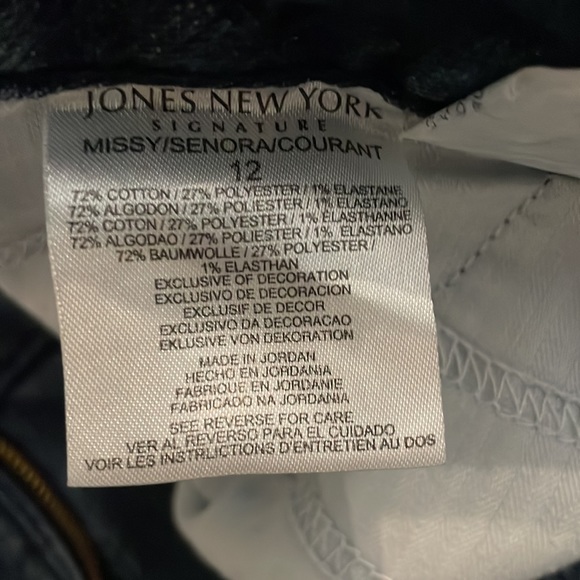 JONES NEW YORK
SIGNATURE
MISSY/SENORA/COURANT
12
72% COTTON / 27% POLYESTER / 1% ELASTANE
72% ALGODON / 27% POLIESTER / 1% ELASTANO
72% COTON / 27% POLYESTER / 1% ELASTHANNE
72% ALGODAO / 27% POLIESTER / 1% ELASTANO
72% BAUMWOLLE / 27% POLYESTER /
1% ELASTHAN
EXCLUSIVE OF DECORATION
EXCLUSIVO DE DECORACION
EXCLUSIF DE DECOR
EXCLUSIVO DA DECORACAO
EKLUSIVE VON DEKORATION
MADE IN JORDAN
HECHO EN JORDANIA
FABRIQUE EN JORDANIE
FABRICADO NA JORDANIA
SEE REVERSE FOR CARE
VER AL REVERSO PARA EL CUIDADO
VOIR LES INSTRLICTIONS D'ENTRETIEN AU DOS